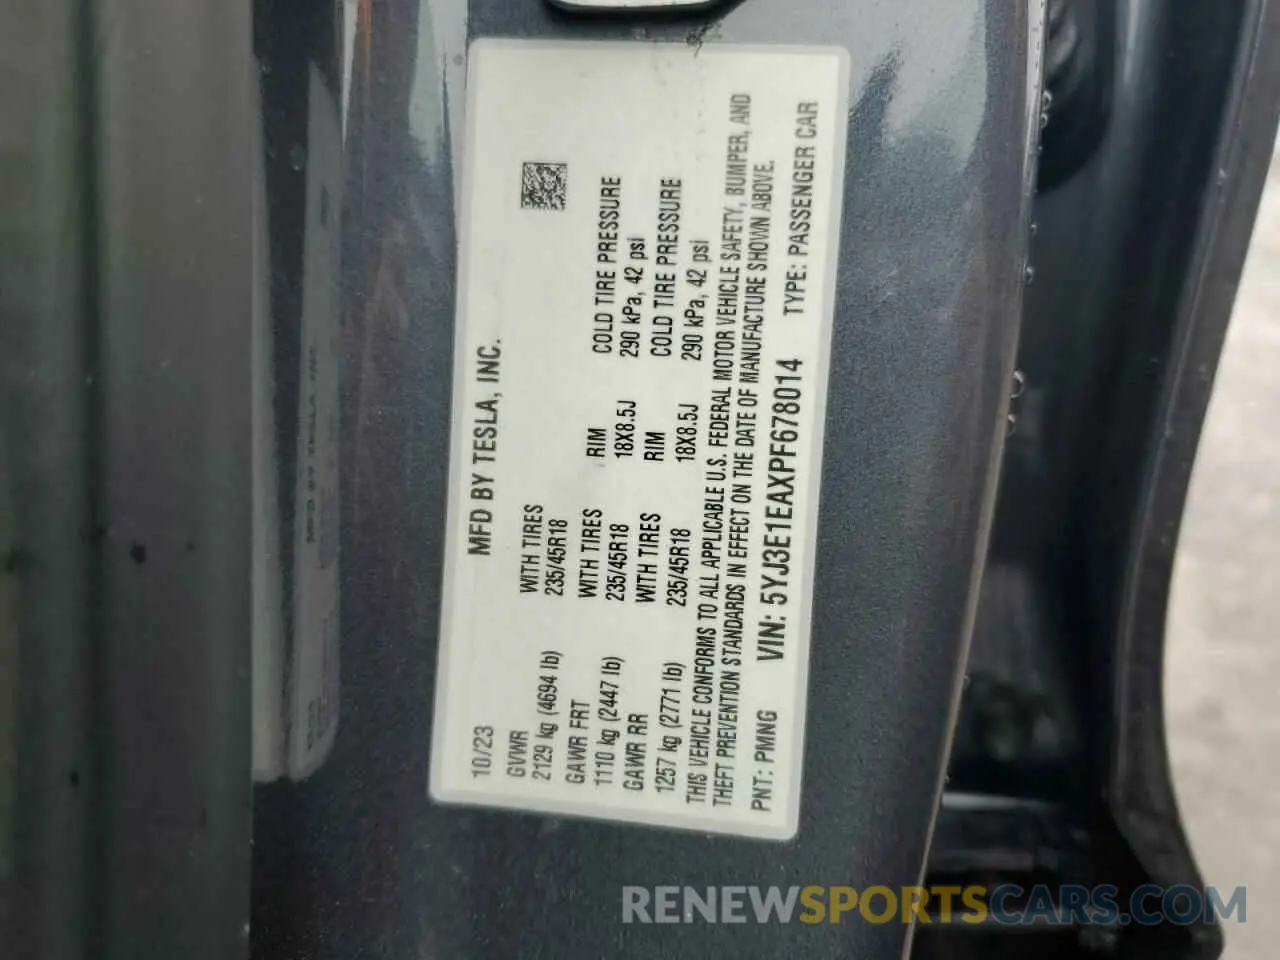 10/23 MFD BY TESLA, INC.
GVWR WITH TIRES
2129 kg (4694 lb) 235/45R18
GAWR FRT WITH TIRES RIM COLD TIRE PRESSURE
1110 kg (2447 lb) 235/45R18 18X8.5J 290 kPa, 42 psi
GAWR RR WITH TIRES RIM COLD TIRE PRESSURE
1257 kg (2771 lb) 235/45R18 18X8.5J 290 kPa, 42 psi
THIS VEHICLE CONFORMS TO ALL APPLICABLE U.S. FEDERAL MOTOR VEHICLE SAFETY, BUMPER, AND
THEFT PREVENTION STANDARDS IN EFFECT ON THE DATE OF MANUFACTURE SHOWN ABOVE.
PNT: PMNG VIN: 5YJ3E1EAXPF678014 TYPE: PASSENGER CAR
RENEWSPORTSCARS.COM